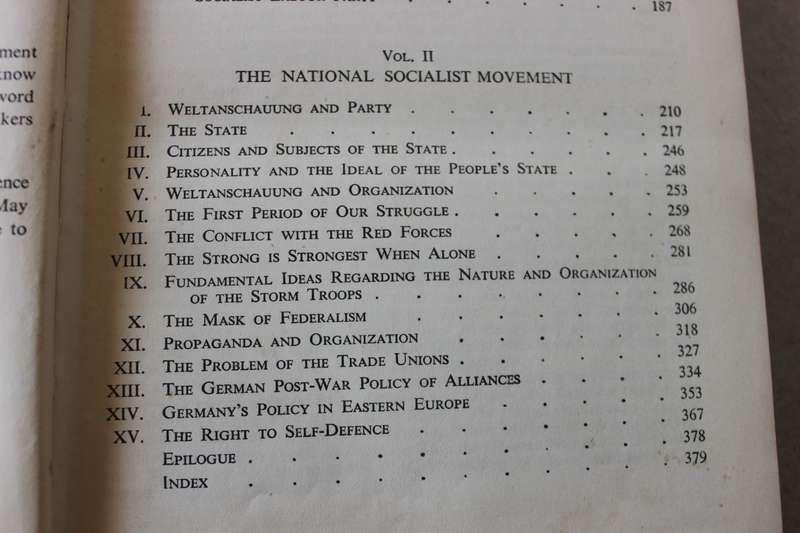 187
ment
know
word
kers
ence
May
to
VOL. II
THE NATIONAL SOCIALIST MOVEMENT
I. WELTANSCHAUUNG AND PARTY . . . . . . 210
II. THE STATE . . . . . . . . . 217
III. CITIZENS AND SUBJECTS OF THE STATE . . . . . . 246
IV. PERSONALITY AND THE IDEAL OF THE PEOPLE'S STATE . . . 248
V. WELTANSCHAUUNG AND ORGANIZATION . . . . . 253
VI. THE FIRST PERIOD OF OUR STRUGGLE . . . . . . 259
VII. THE CONFLICT WITH THE RED FORCES . . . . . 268
VIII. THE STRONG IS STRONGEST WHEN ALONE . . . . . 281
IX. FUNDAMENTAL IDEAS REGARDING THE NATURE AND ORGANIZATION
OF THE STORM TROOPS . . . . . . . . 286
X. THE MASK OF FEDERALISM . . . . . . . 306
XI. PROPAGANDA AND ORGANIZATION . . . . . . 318
XII. THE PROBLEM OF THE TRADE UNIONS . . . . . . 327
XIII. THE GERMAN POST-WAR POLICY OF ALLIANCES . . . . 334
XIV. GERMANY'S POLICY IN EASTERN EUROPE . . . . . 353
XV. THE RIGHT TO SELF-DEFENCE . . . . . . . 367
EPILOGUE . . . . . . . . . . . 378
INDEX . . . . . . . . . . . 379